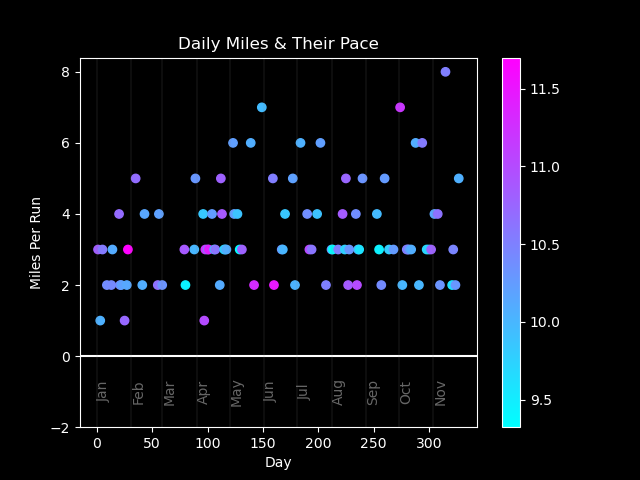 Daily Miles & Their Pace
8
6
4
2
0
−2
Miles Per Run
Jan
Feb
Mar
Apr
May
Jun
Jul
Aug
Sep
Oct
Nov
0 50 100 150 200 250 300
Day
11.5
11.0
10.5
10.0
9.5